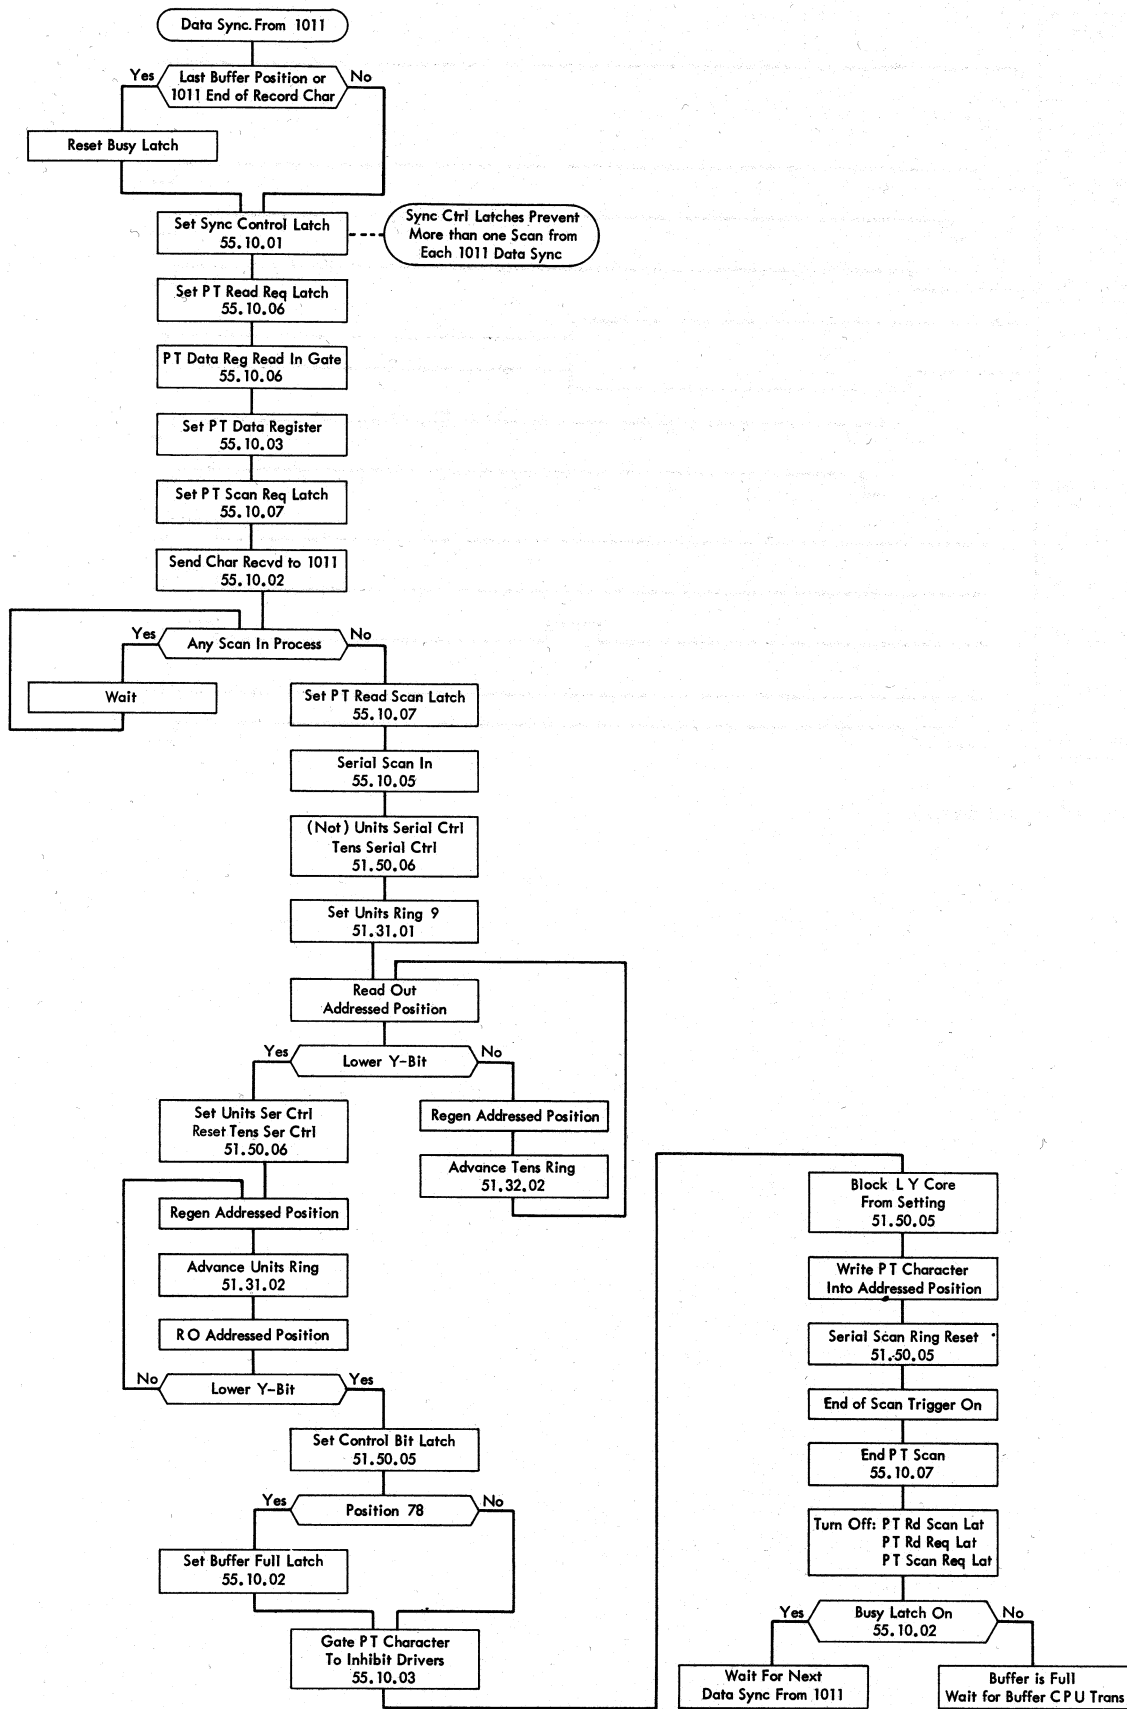 Data Sync. From 1011
Yes
Last Buffer Position or
1011 End of Record Char
No
Reset Busy Latch
Set Sync Control Latch
55.10.01
Sync Ctrl Latches Prevent
More than one Scan from
Each 1011 Data Sync
Set PT Read Req Latch
55.10.06
PT Data Reg Read In Gate
55.10.06
Set PT Data Register
55.10.03
Set PT Scan Req Latch
55.10.07
Send Char Recvd to 1011
55.10.02
Yes
Any Scan In Process
No
Wait
Set PT Read Scan Latch
55.10.07
Serial Scan In
55.10.05
(Not) Units Serial Ctrl
Tens Serial Ctrl
51.50.06
Set Units Ring 9
51.31.01
Read Out
Addressed Position
Yes
Lower Y-Bit
No
Set Units Ser Ctrl
Reset Tens Ser Ctrl
51.50.06
Regen Addressed Position
Advance Tens Ring
51.32.02
Regen Addressed Position
Advance Units Ring
51.31.02
RO Addressed Position
No
Lower Y-Bit
Yes
Set Control Bit Latch
51.50.05
Yes
Position 78
No
Set Buffer Full Latch
55.10.02
Gate PT Character
To Inhibit Drivers
55.10.03
Block L Y Core
From Setting
51.50.05
Write PT Character
Into Addressed Position
Serial Scan Ring Reset
51.50.05
End of Scan Trigger On
End PT Scan
55.10.07
Turn Off: PT Rd Scan Lat
PT Rd Req Lat
PT Scan Req Lat
Yes
Busy Latch On
55.10.02
No
Wait For Next
Data Sync From 1011
Buffer is Full
Wait for Buffer CPU Trans